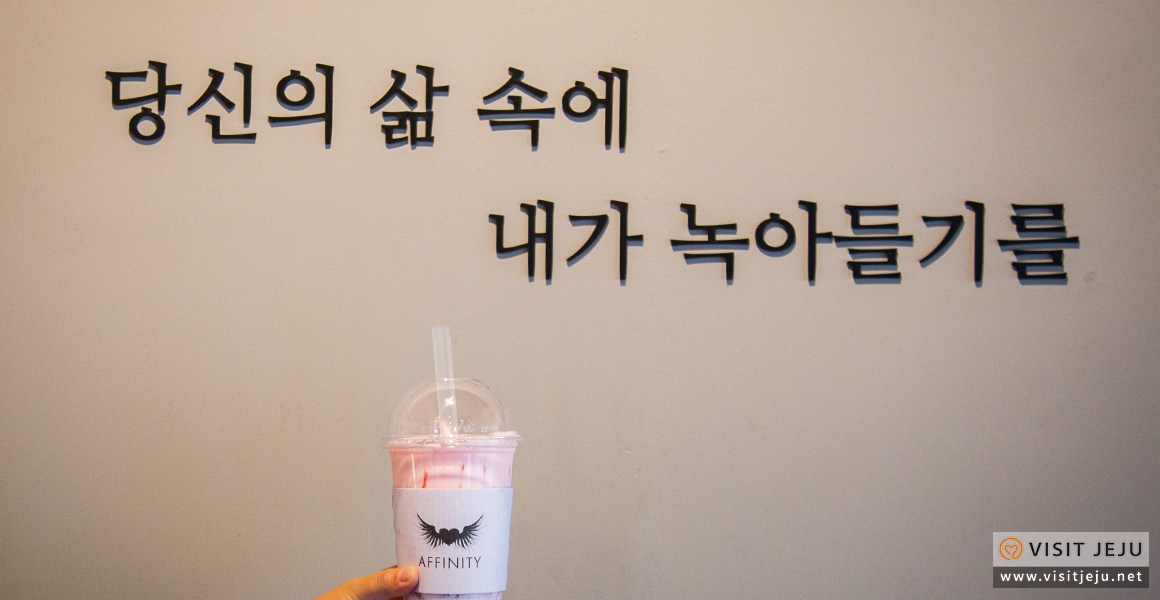 당신의 삶 속에
내가 녹아들기를
AFFINITY
VISIT JEJU
www.visitjeju.net